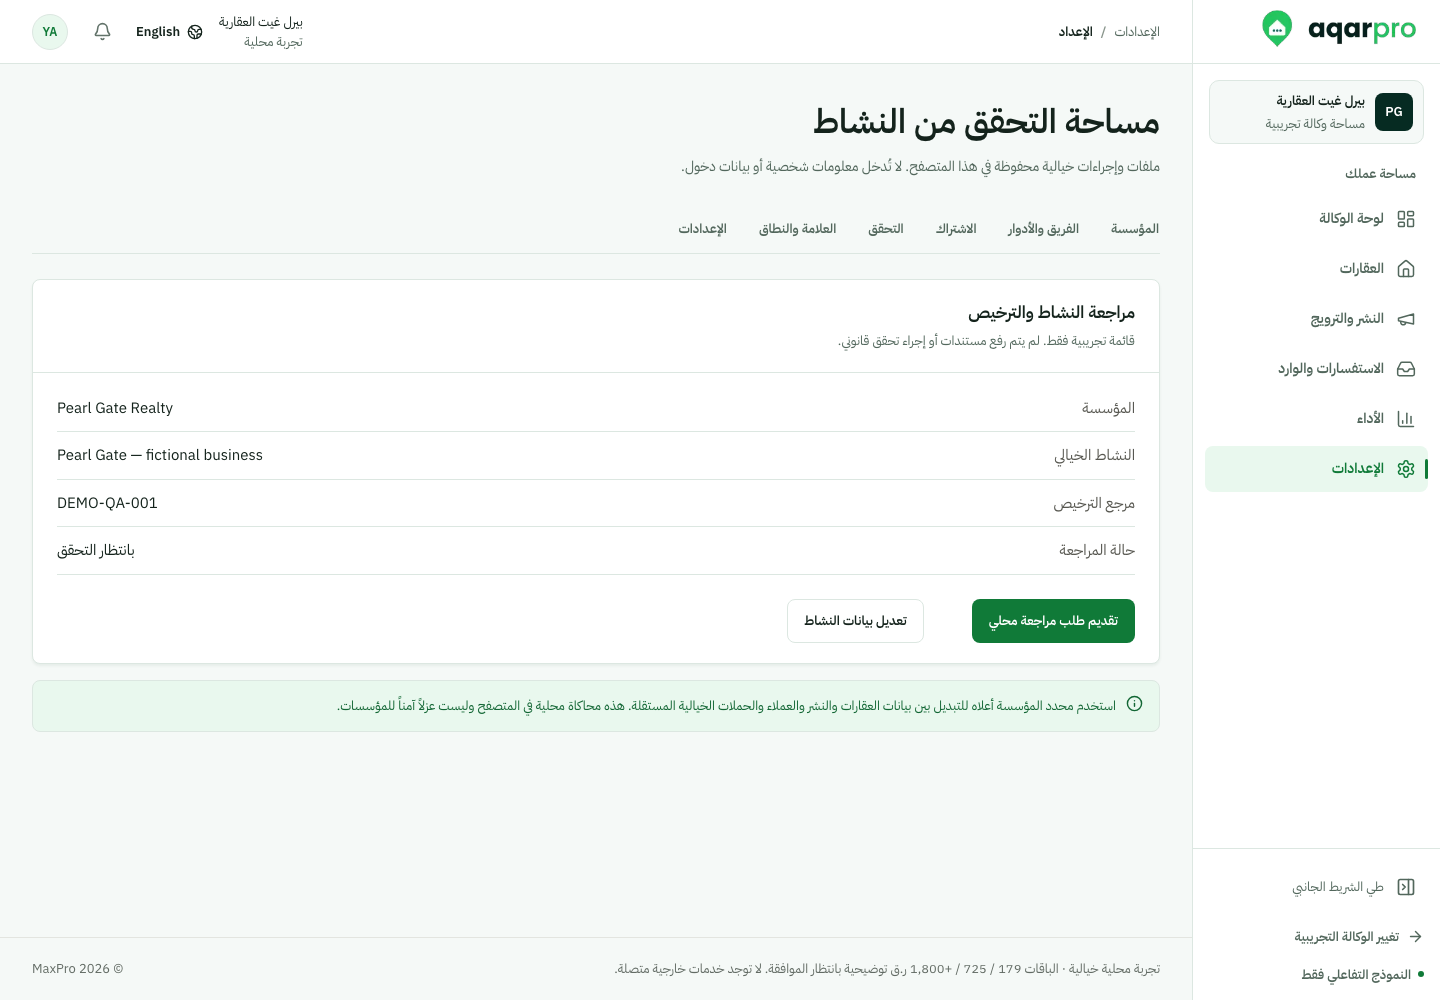 aqarpro
PG
بيرل غيت العقارية
مساحة وكالة تجريبية
مساحة عملك
لوحة الوكالة
العقارات
النشر والترويج
الاستفسارات والوارد
الأداء
الإعدادات
طي الشريط الجانبي
تغيير الوكالة التجريبية
النموذج التفاعلي فقط
الإعدادات / الإعداد
بيرل غيت العقارية
تجربة محلية
English
YA
مساحة التحقق من النشاط
ملفات وإجراءات خيالية محفوظة في هذا المتصفح. لا تُدخل معلومات شخصية أو بيانات دخول.
المؤسسة الفريق والأدوار الاشتراك التحقق العلامة والنطاق الإعدادات
مراجعة النشاط والترخيص
قائمة تجريبية فقط. لم يتم رفع مستندات أو إجراء تحقق قانوني.
المؤسسة Pearl Gate Realty
النشاط الخيالي Pearl Gate — fictional business
مرجع الترخيص DEMO-QA-001
حالة المراجعة بانتظار التحقق
تقديم طلب مراجعة محلي تعديل بيانات النشاط
استخدم محدد المؤسسة أعلاه للتبديل بين بيانات العقارات والنشر والعملاء والحملات الخيالية المستقلة. هذه محاكاة محلية في المتصفح وليست عزلاً آمناً للمؤسسات.
تجربة محلية خيالية · الباقات 179 / 725 / +1,800 ر.ق توضيحية بانتظار الموافقة. لا توجد خدمات خارجية متصلة.
© 2026 MaxPro